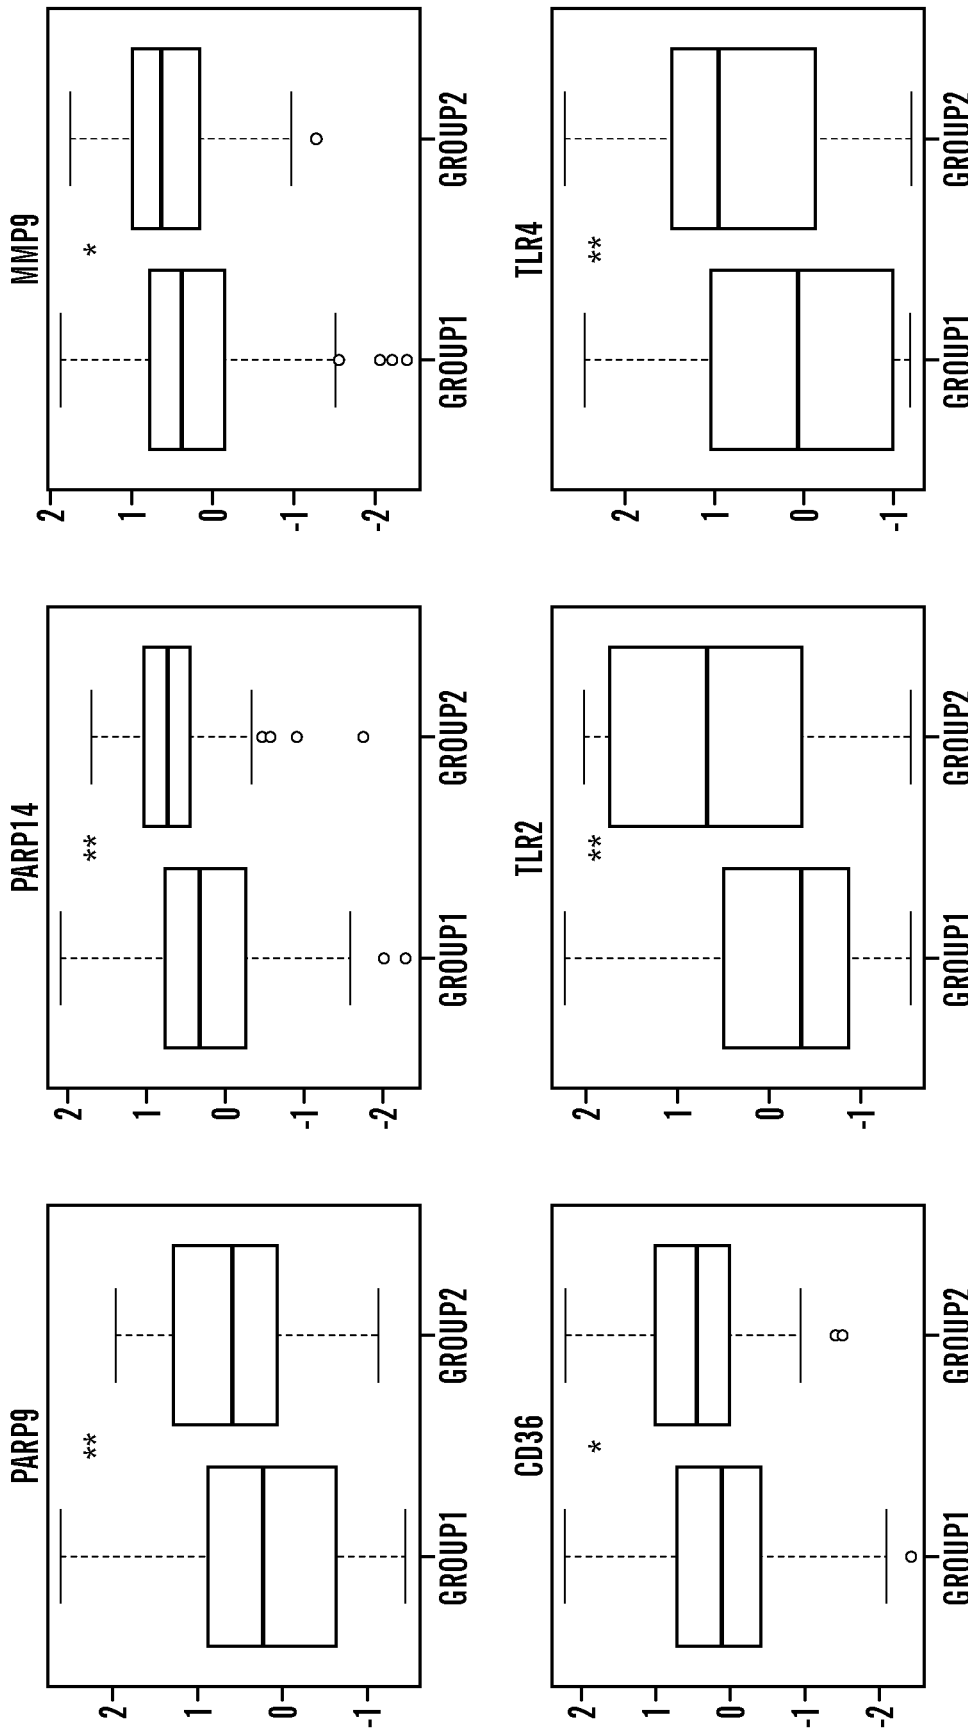 PARP9
**
2
1
0
-1
GROUP1 GROUP2
PARP14
**
2
1
0
-1
-2
GROUP1 GROUP2
MMP9
*
2
1
0
-1
-2
GROUP1 GROUP2
CD36
*
2
1
0
-1
-2
GROUP1 GROUP2
TLR2
**
2
1
0
-1
GROUP1 GROUP2
TLR4
**
2
1
0
-1
GROUP1 GROUP2